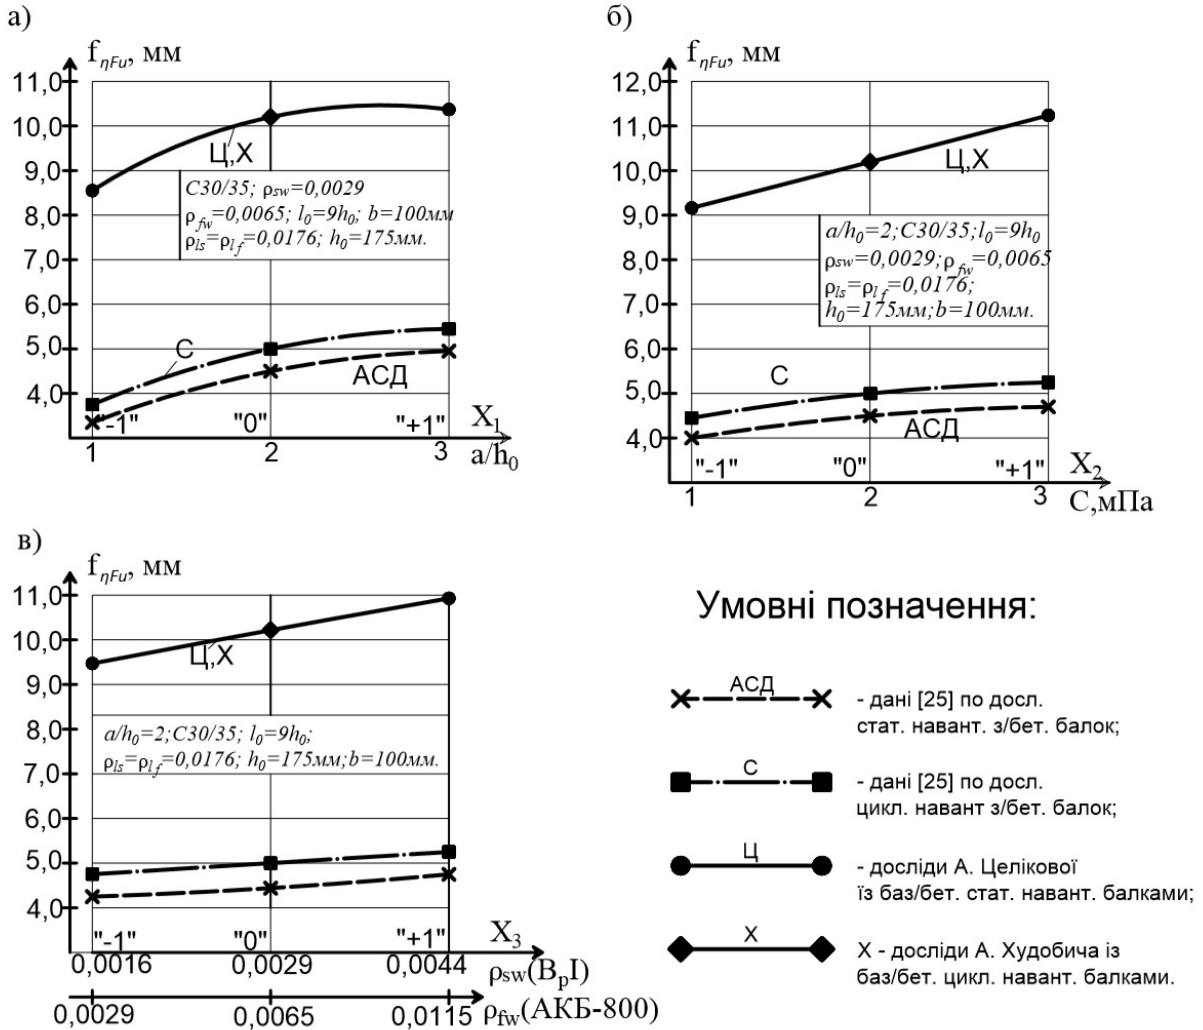 а)
f ηFu, мм
11,0
10,0
9,0
8,0
7,0
6,0
5,0
4,0
Ц,Х
С30/35; ρsw=0,0029
ρfw=0,0065; l0=9h0; b=100мм
ρls=ρlf=0,0176; h0=175мм.
С
АСД
"-1" "0" "+1" X1
1 2 3 a/h0
б)
f ηFu, мм
12,0
11,0
10,0
9,0
8,0
7,0
6,0
5,0
4,0
Ц,Х
a/h0=2;С30/35;l0=9h0
ρsw=0,0029;ρfw=0,0065
ρls=ρlf=0,0176;
h0=175мм;b=100мм.
С
АСД
"-1" "0" "+1" X2
1 2 3 С,мПа
в)
f ηFu, мм
11,0
10,0
9,0
8,0
7,0
6,0
5,0
4,0
Ц,Х
a/h0=2;С30/35; l0=9h0;
ρls=ρlf=0,0176; h0=175мм;b=100мм.
"-1" "0" "+1" X3
0,0016 0,0029 0,0044 ρsw(BpI)
0,0029 0,0065 0,0115 ρfw(АКБ-800)
Умовні позначення:
АСД
- дані [25] по досл.
стат. навант. з/бет. балок;
С
- дані [25] по досл.
цикл. навант з/бет. балок;
Ц
- досліди А. Целікової
їз баз/бет. стат. навант. балками;
Х
Х - досліди А. Худобича із
баз/бет. цикл. навант. балками.